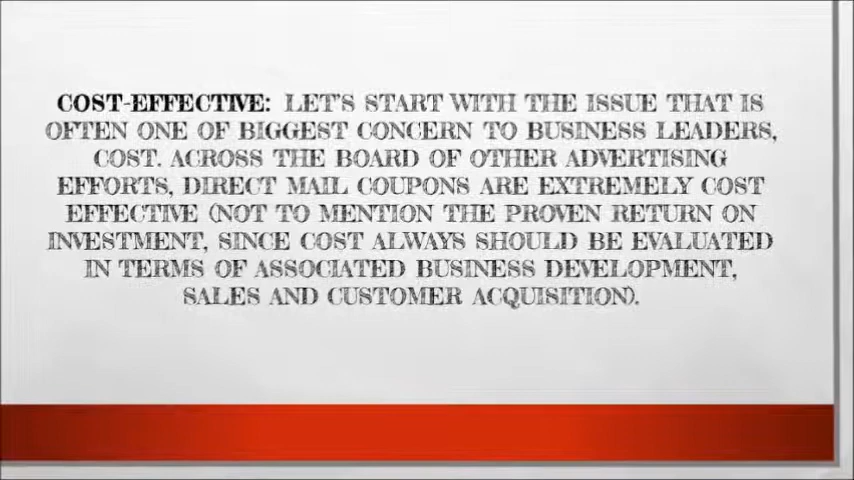 COST-EFFECTIVE: LET'S START WITH THE ISSUE THAT IS
OFTEN ONE OF BIGGEST CONCERN TO BUSINESS LEADERS,
COST. ACROSS THE BOARD OF OTHER ADVERTISING
EFFORTS, DIRECT MAIL COUPONS ARE EXTREMELY COST
EFFECTIVE (NOT TO MENTION THE PROVEN RETURN ON
INVESTMENT, SINCE COST ALWAYS SHOULD BE EVALUATED
IN TERMS OF ASSOCIATED BUSINESS DEVELOPMENT,
SALES AND CUSTOMER ACQUISITION).